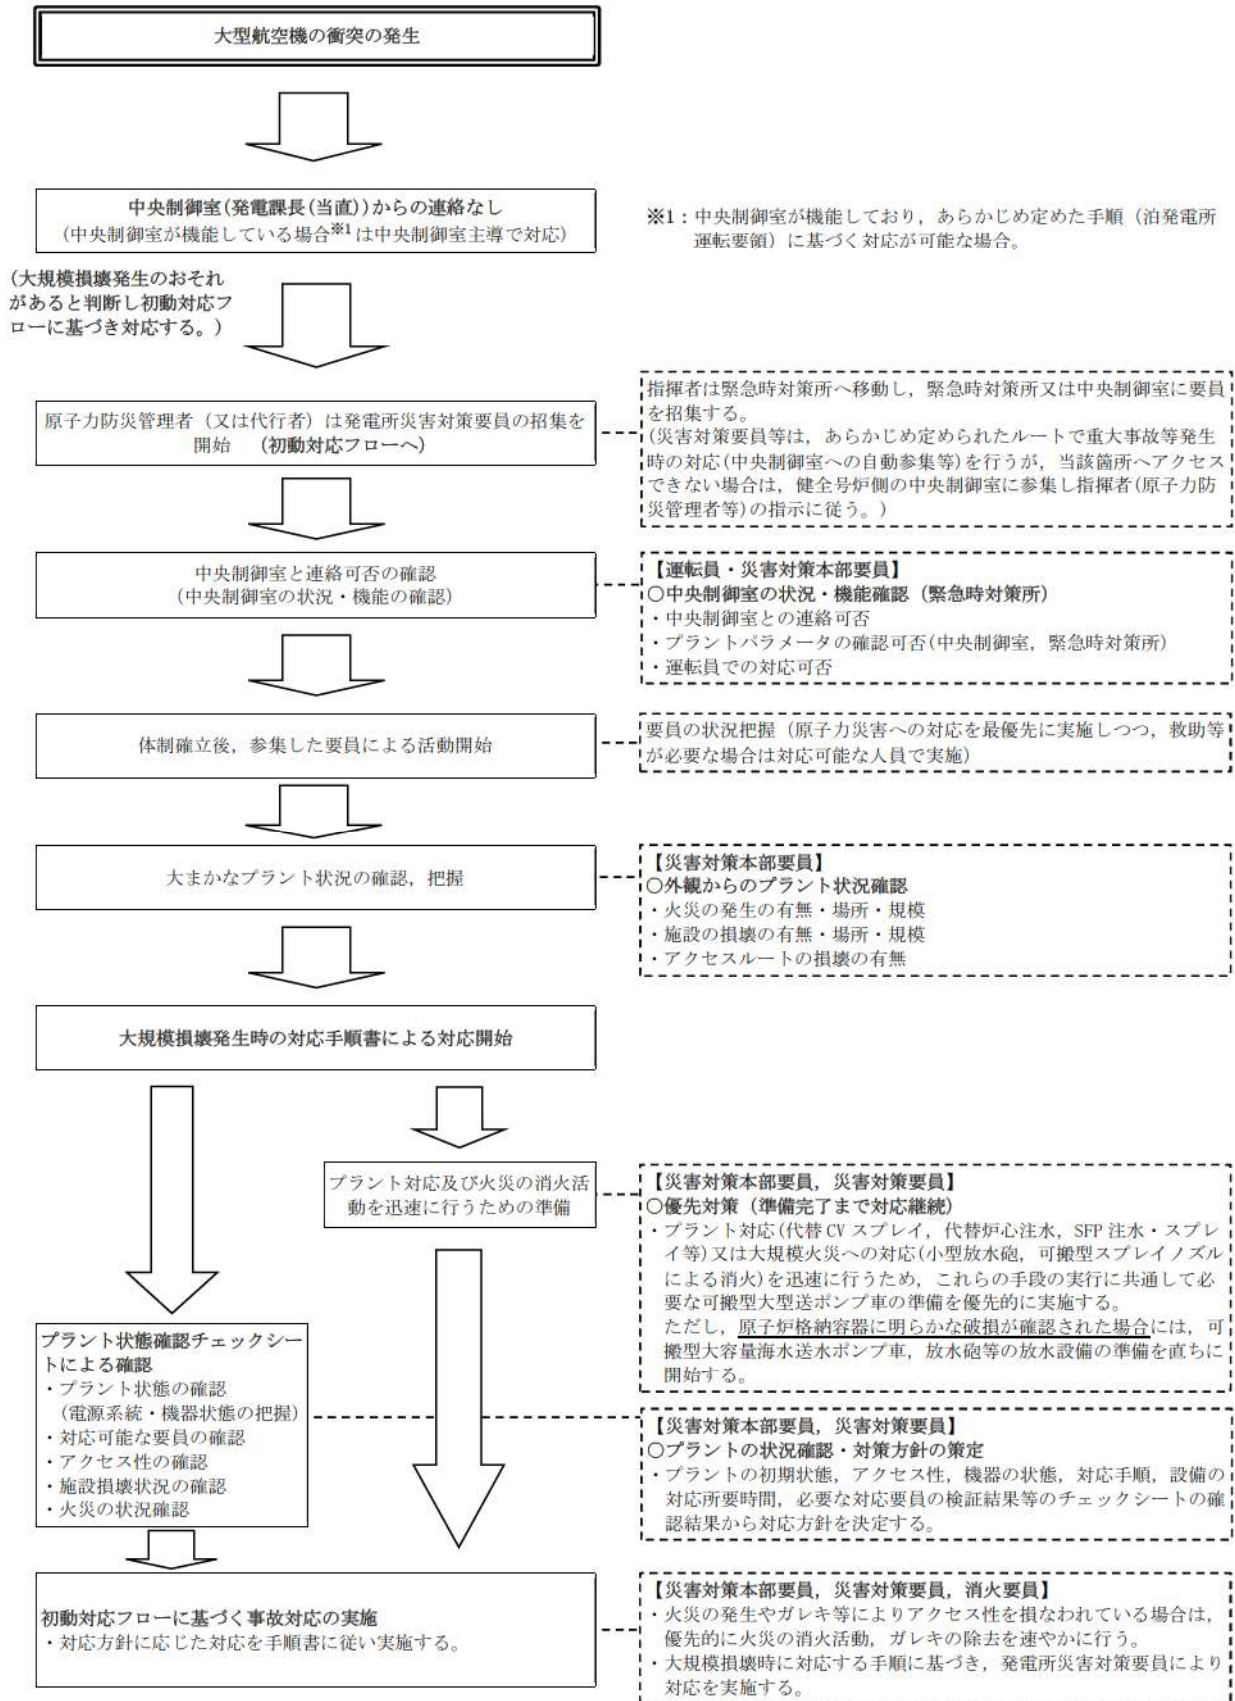 大型航空機の衝突の発生
中央制御室(発電課長(当直))からの連絡なし
(中央制御室が機能している場合※1は中央制御室主導で対応)
※1：中央制御室が機能しており，あらかじめ定めた手順（泊発電所
運転要領）に基づく対応が可能な場合。
(大規模損壊発生のおそれ
があると判断し初動対応フ
ローに基づき対応する。)
原子力防災管理者（又は代行者）は発電所災害対策要員の招集を
開始　（初動対応フローへ）
指揮者は緊急時対策所へ移動し，緊急時対策所又は中央制御室に要員
を招集する。
(災害対策要員等は，あらかじめ定められたルートで重大事故等発生
時の対応(中央制御室への自動参集等)を行うが，当該箇所へアクセス
できない場合は，健全号炉側の中央制御室に参集し指揮者(原子力防
災管理者等)の指示に従う。)
中央制御室と連絡可否の確認
（中央制御室の状況・機能の確認）
【運転員・災害対策本部要員】
○中央制御室の状況・機能確認（緊急時対策所）
・中央制御室との連絡可否
・プラントパラメータの確認可否(中央制御室，緊急時対策所)
・運転員での対応可否
体制確立後，参集した要員による活動開始
要員の状況把握（原子力災害への対応を最優先に実施しつつ，救助等
が必要な場合は対応可能な人員で実施）
大まかなプラント状況の確認，把握
【災害対策本部要員】
○外観からのプラント状況確認
・火災の発生の有無・場所・規模
・施設の損壊の有無・場所・規模
・アクセスルートの損壊の有無
大規模損壊発生時の対応手順書による対応開始
プラント対応及び火災の消火活
動を迅速に行うための準備
【災害対策本部要員，災害対策要員】
○優先対策（準備完了まで対応継続）
・プラント対応(代替CVスプレイ，代替炉心注水，SFP注水・スプレ
イ等)又は大規模火災への対応(小型放水砲，可搬型スプレイノズル
による消火)を迅速に行うため，これらの手段の実行に共通して必
要な可搬型大型送ポンプ車の準備を優先的に実施する。
ただし，原子炉格納容器に明らかな破損が確認された場合には，可
搬型大容量海水送水ポンプ車，放水砲等の放水設備の準備を直ちに
開始する。
プラント状態確認チェックシー
トによる確認
・プラント状態の確認
（電源系統・機器状態の把握）
・対応可能な要員の確認
・アクセス性の確認
・施設損壊状況の確認
・火災の状況確認
【災害対策本部要員，災害対策要員】
○プラントの状況確認・対策方針の策定
・プラントの初期状態，アクセス性，機器の状態，対応手順，設備の
対応所要時間，必要な対応要員の検証結果等のチェックシートの確
認結果から対応方針を決定する。
初動対応フローに基づく事故対応の実施
・対応方針に応じた対応を手順書に従い実施する。
【災害対策本部要員，災害対策要員，消火要員】
・火災の発生やガレキ等によりアクセス性を損なわれている場合は，
優先的に火災の消火活動，ガレキの除去を速やかに行う。
・大規模損壊時に対応する手順に基づき，発電所災害対策要員により
対応を実施する。